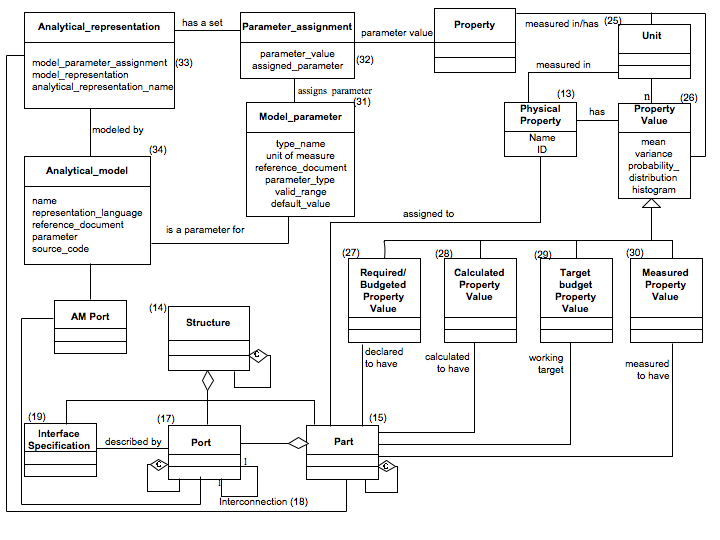 Analytical_representation
model_parameter_assignment
model_representation
analytical_representation_name
(33)
has a set
Parameter_assignment
parameter_value
assigned_parameter
(32)
parameter value
Property
measured in/has
(25)
Unit
measured in
assigns parameter
(31)
Model_parameter
type_name
unit of measure
reference_document
parameter_type
valid_range
default_value
(13)
Physical
Property
Name
ID
has
n
(26)
Property
Value
mean
variance
probability_
distribution
histogram
modeled by
(34)
Analytical_model
name
representation_language
reference_document
parameter
source_code
is a parameter for
assigned to
(27)
Required/
Budgeted
Property
Value
(28)
Calculated
Property
Value
(29)
Target
budget
Property
Value
(30)
Measured
Property
Value
AM Port
(14)
Structure
C
declared
to have
calculated
to have
working
target
measured
to have
(19)
Interface
Specification
described by
(17)
Port
C
1
1
Interconnection (18)
(15)
Part
C